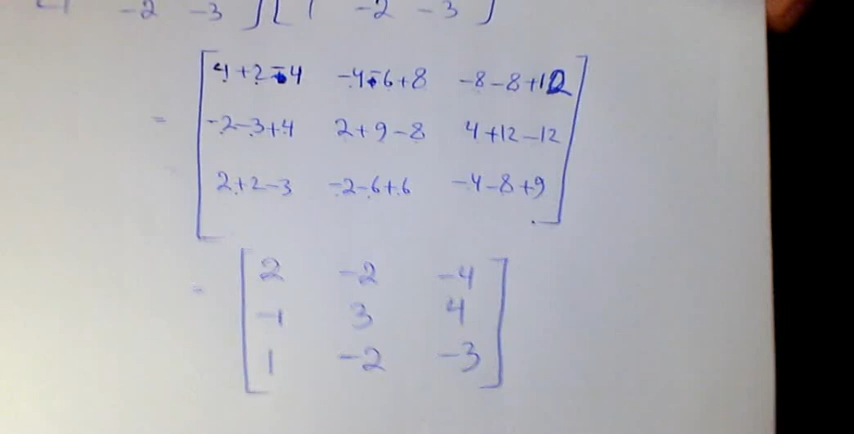 -2 -3 ] [ 1 -2 -3 ]
= [ 4+2-4 -4-6+8 -8-8+12
-2-3+4 2+9-8 4+12-12
2+2-3 -2-6+6 -4-8+9 ]
= [ 2 -2 -4
-1 3 4
1 -2 -3 ]